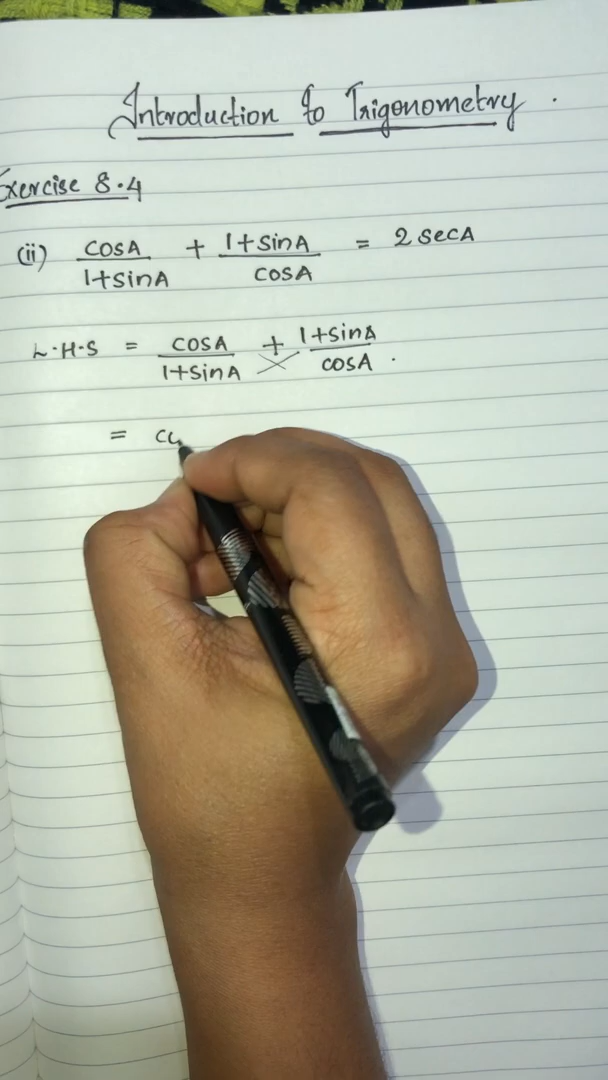 Introduction to Trigonometry.
Exercise 8.4
(ii) cosA/1+sinA + 1+sinA/cosA = 2 secA
L.H.S = cosA/1+sinA + 1+sinA/cosA .
= co